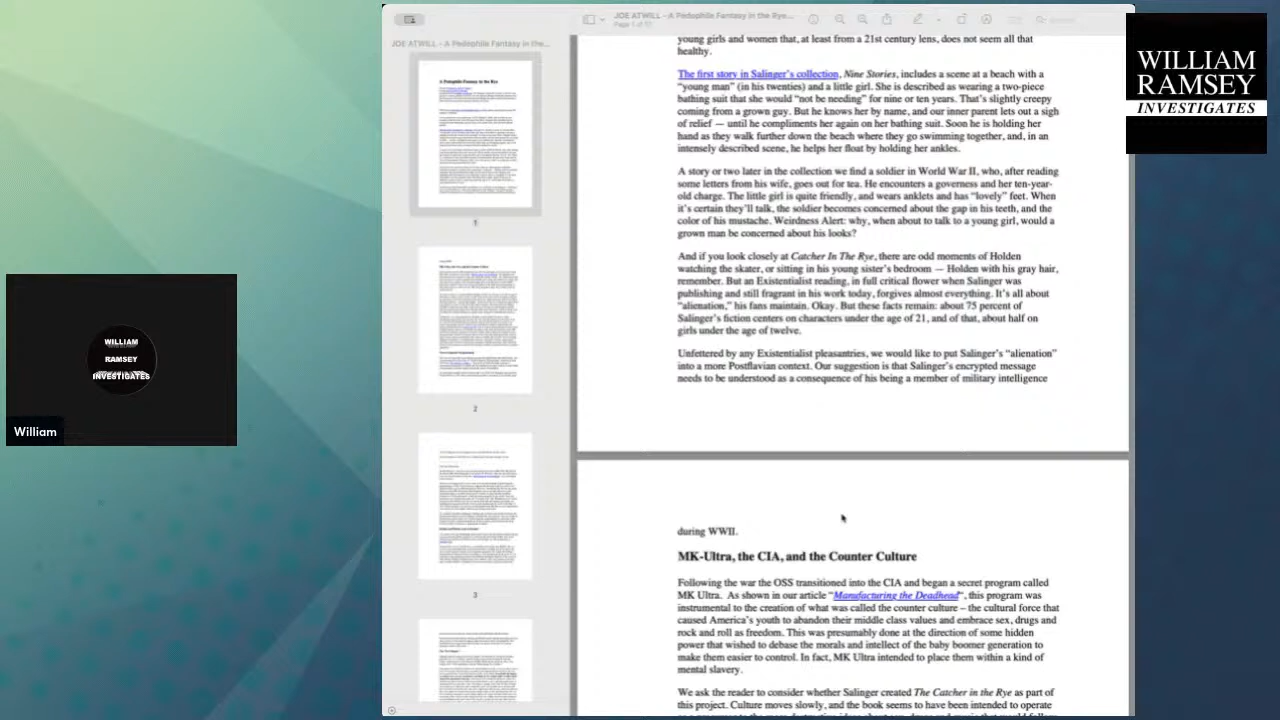 JOE ATWILL – A Pedophile Fantasy in the Rye...
Page 1 of 10
Search
JOE ATWILL – A Pedophile Fantasy in the...
1
2
3
young girls and women that, at least from a 21st century lens, does not seem all that
healthy.
The first story in Salinger's collection, Nine Stories, includes a scene at a beach with a
"young man" (in his twenties) and a little girl. She is described as wearing a two-piece
bathing suit that she would "not be needing" for nine or ten years. That's slightly creepy
coming from a grown guy. But he knows her by name, and our inner parent lets out a sigh
of relief — until he compliments her again on her bathing suit. Soon he is holding her
hand as they walk further down the beach where they go swimming together, and, in an
intensely described scene, he helps her float by holding her ankles.
A story or two later in the collection we find a soldier in World War II, who, after reading
some letters from his wife, goes out for tea. He encounters a governess and her ten-year-
old charge. The little girl is quite friendly, and wears anklets and has "lovely" feet. When
it's certain they'll talk, the soldier becomes concerned about the gap in his teeth, and the
color of his mustache. Weirdness Alert: why, when about to talk to a young girl, would a
grown man be concerned about his looks?
And if you look closely at Catcher In The Rye, there are odd moments of Holden
watching the skater, or sitting in his young sister's bedroom — Holden with his gray hair,
remember. But an Existentialist reading, in full critical flower when Salinger was
publishing and still fragrant in his work today, forgives almost everything. It's all about
"alienation," his fans maintain. Okay. But these facts remain: about 75 percent of
Salinger's fiction centers on characters under the age of 21, and of that, about half on
girls under the age of twelve.
Unfettered by any Existentialist pleasantries, we would like to put Salinger's "alienation"
into a more Postflavian context. Our suggestion is that Salinger's encrypted message
needs to be understood as a consequence of his being a member of military intelligence
during WWII.
MK-Ultra, the CIA, and the Counter Culture
Following the war the OSS transitioned into the CIA and began a secret program called
MK Ultra. As shown in our article "Manufacturing the Deadhead", this program was
instrumental to the creation of what was called the counter culture – the cultural force that
caused America's youth to abandon their middle class values and embrace sex, drugs and
rock and roll as freedom. This was presumably done at the direction of some hidden
power that wished to debase the morals and intellect of the baby boomer generation to
make them easier to control. In fact, MK Ultra intended to place them within a kind of
mental slavery.
We ask the reader to consider whether Salinger created The Catcher in the Rye as part of
this project. Culture moves slowly, and the book seems to have been intended to operate
WILLIAM
RAMSEY
INVESTIGATES
WILLIAM
RAMSEY
INVESTIGATES
William